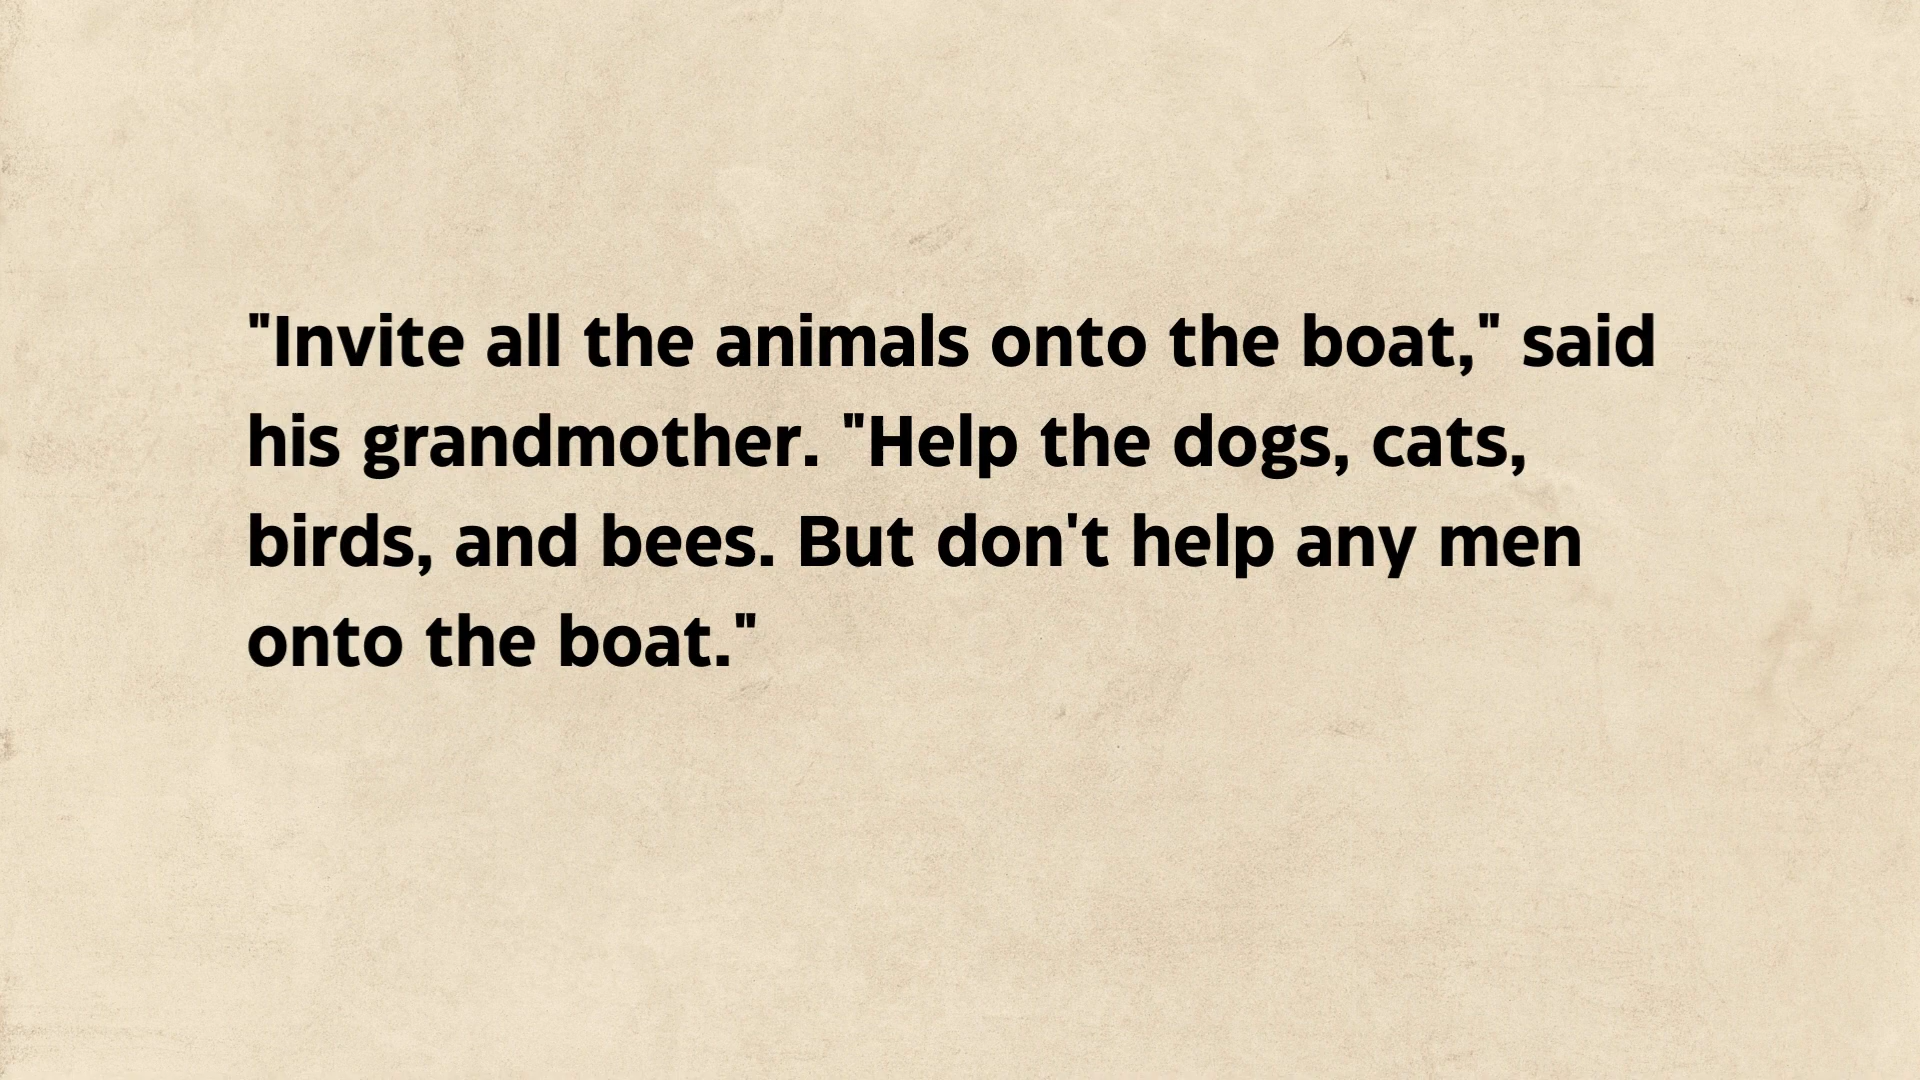 "Invite all the animals onto the boat," said
his grandmother. "Help the dogs, cats,
birds, and bees. But don't help any men
onto the boat."